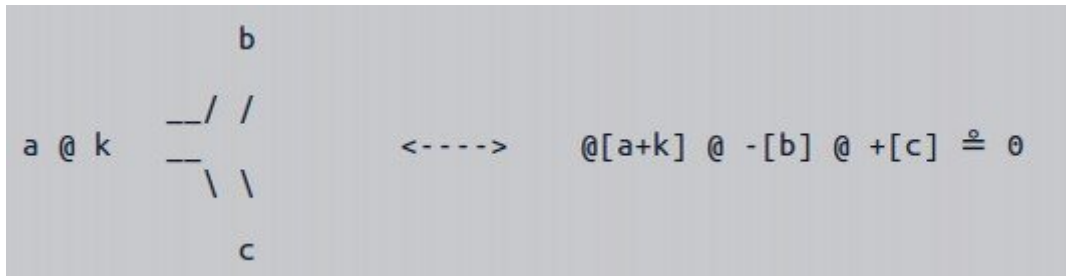 b
__/ /
a @ k __ <----> @[a+k] @ -[b] @ +[c] ≗ 0
\ \
c